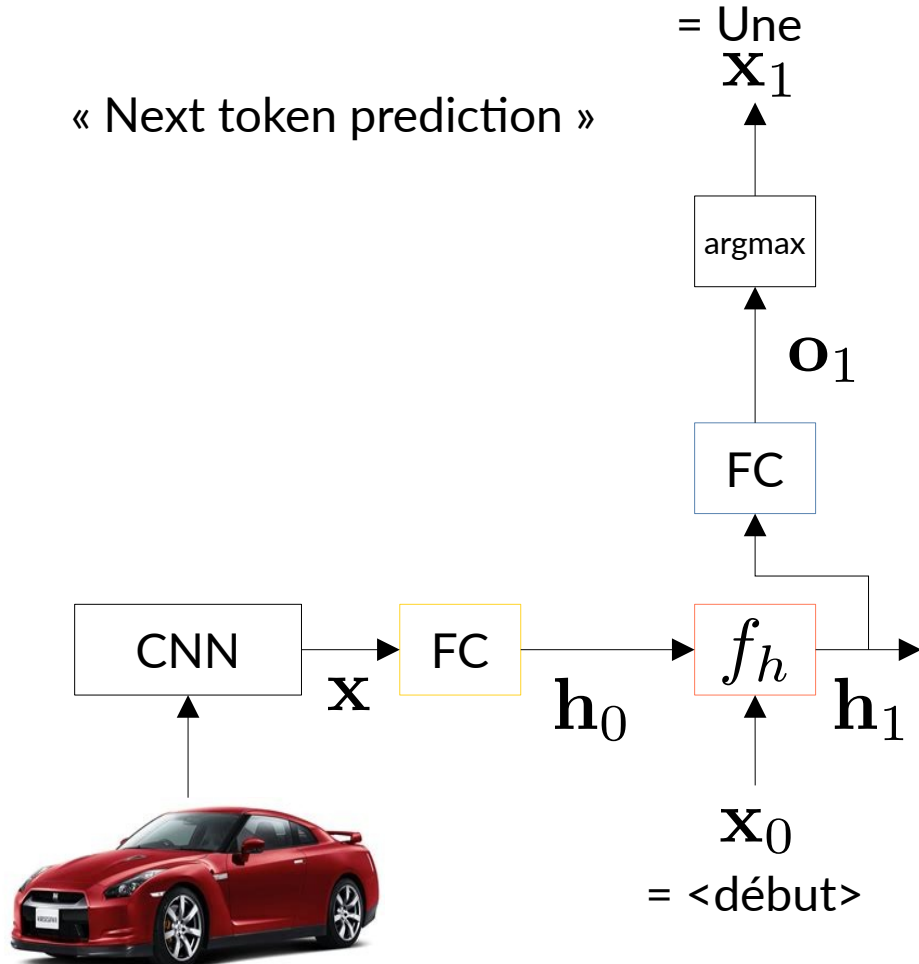 = Une
x₁
« Next token prediction »
argmax
o₁
FC
CNN
FC
fₕ
x
h₀
h₁
x₀
= <début>